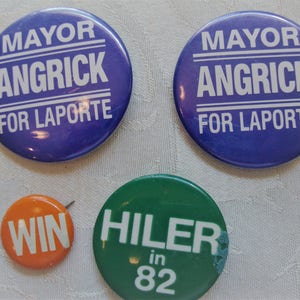 MAYOR
ANGRICK
FOR LAPORTE
MAYOR
ANGRICK
FOR LAPORT
WIN
HILER
in
82